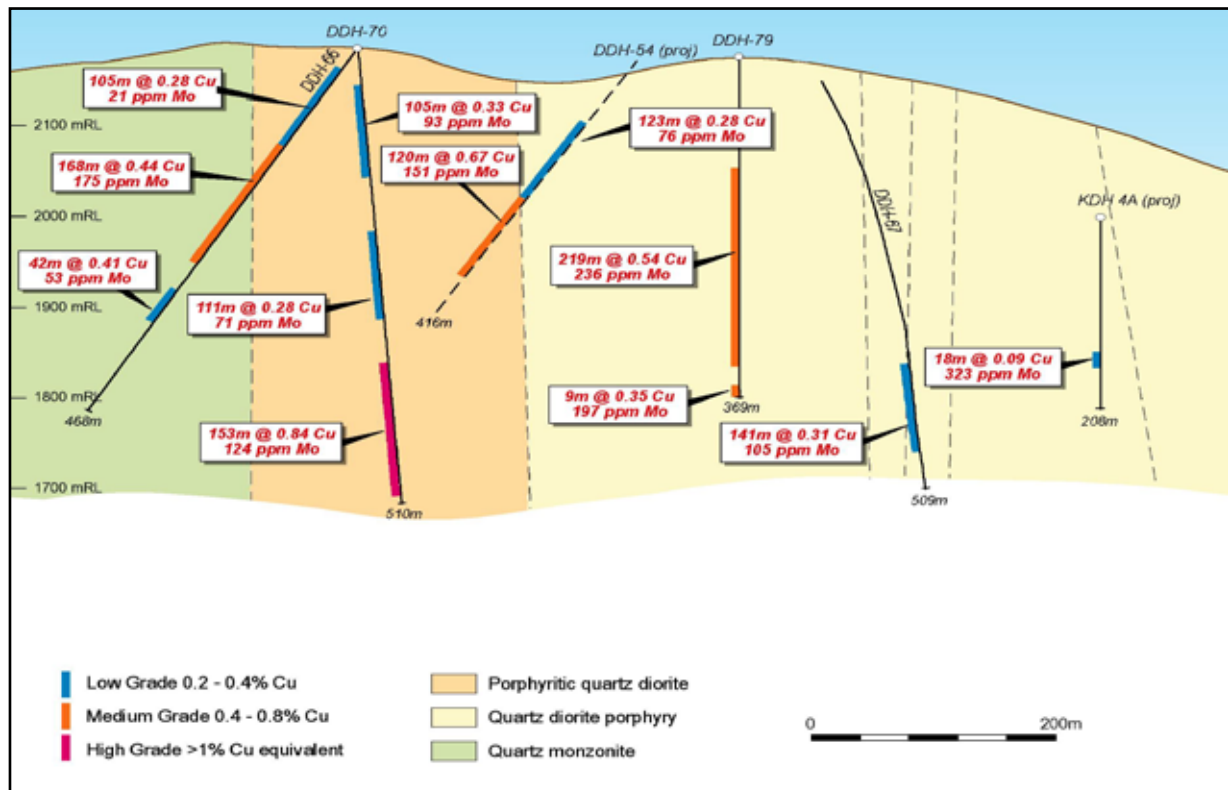 DDH-70
DDH-66
DDH-54 (proj)
DDH-79
105m @ 0.28 Cu
21 ppm Mo
105m @ 0.33 Cu
93 ppm Mo
123m @ 0.28 Cu
76 ppm Mo
2100 mRL
168m @ 0.44 Cu
175 ppm Mo
120m @ 0.67 Cu
151 ppm Mo
DDH-67
KDH 4A (proj)
2000 mRL
42m @ 0.41 Cu
53 ppm Mo
219m @ 0.54 Cu
236 ppm Mo
1900 mRL
111m @ 0.28 Cu
71 ppm Mo
416m
18m @ 0.09 Cu
323 ppm Mo
1800 mRL
468m
9m @ 0.35 Cu
197 ppm Mo
369m
208m
153m @ 0.84 Cu
124 ppm Mo
141m @ 0.31 Cu
105 ppm Mo
1700 mRL
510m
509m
Low Grade 0.2 - 0.4% Cu
Medium Grade 0.4 - 0.8% Cu
High Grade >1% Cu equivalent
Porphyritic quartz diorite
Quartz diorite porphyry
Quartz monzonite
0
200m